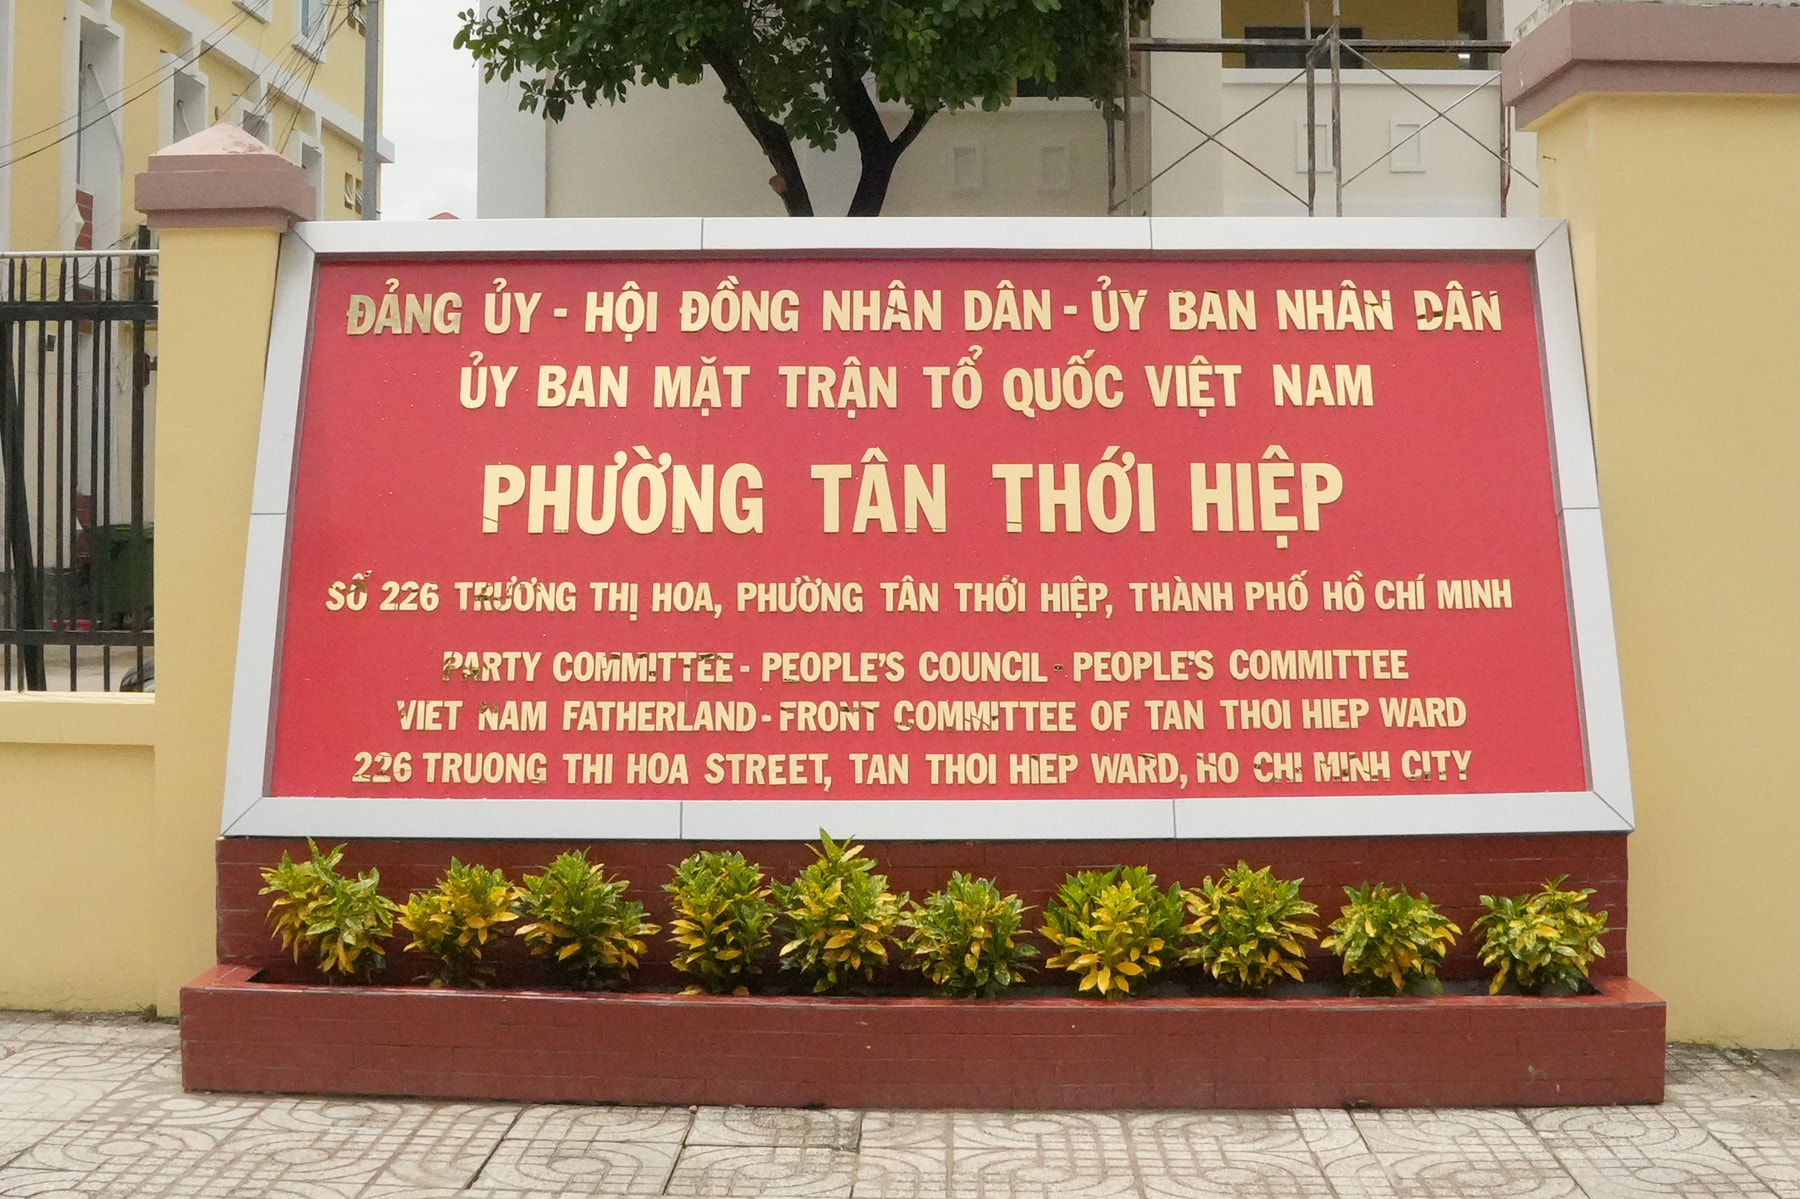 ĐẢNG ỦY - HỘI ĐỒNG NHÂN DÂN - ỦY BAN NHÂN DÂN
ỦY BAN MẶT TRẬN TỔ QUỐC VIỆT NAM
PHƯỜNG TÂN THỚI HIỆP
SỐ 226 TRƯƠNG THỊ HOA, PHƯỜNG TÂN THỚI HIỆP, THÀNH PHỐ HỒ CHÍ MINH
PARTY COMMITTEE - PEOPLE'S COUNCIL - PEOPLE'S COMMITTEE
VIET NAM FATHERLAND - FRONT COMMITTEE OF TAN THOI HIEP WARD
226 TRUONG THI HOA STREET, TAN THOI HIEP WARD, HO CHI MINH CITY